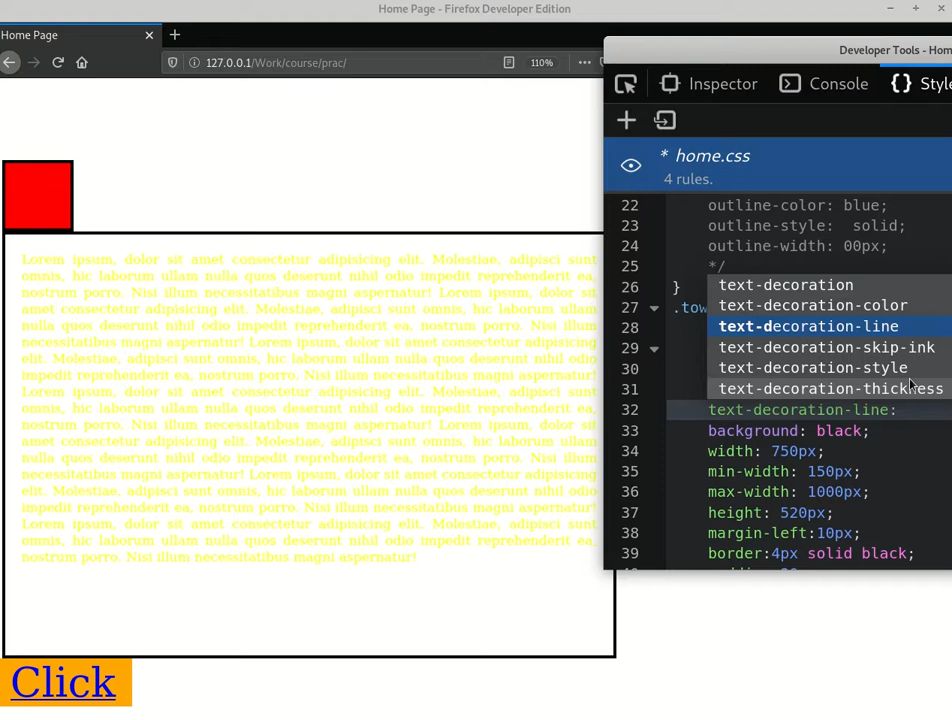 Home Page - Firefox Developer Edition
Home Page
127.0.0.1/Work/course/prac/
110%
Developer Tools - Hom
Inspector
Console
{} Style
* home.css
4 rules.
22 outline-color: blue;
23 outline-style:  solid;
24 outline-width: 00px;
25 */
26 }
27 .tow
28
29
30
31
text-decoration
text-decoration-color
text-decoration-line
text-decoration-skip-ink
text-decoration-style
text-decoration-thickness
32 text-decoration-line:
33 background: black;
34 width: 750px;
35 min-width: 150px;
36 max-width: 1000px;
37 height: 520px;
38 margin-left:10px;
39 border:4px solid black;
Lorem ipsum, dolor sit amet consectetur adipisicing elit. Molestiae, adipisci sunt
omnis, hic laborum ullam nulla quos deserunt nihil odio impedit reprehenderit ea,
nostrum porro. Nisi illum necessitatibus magni aspernatur! Lorem ipsum, dolor sit
amet consectetur adipisicing elit. Molestiae, adipisci sunt omnis, hic laborum
ullam nulla quos deserunt nihil odio impedit reprehenderit ea, nostrum porro. Nisi
illum necessitatibus magni aspernatur! Lorem ipsum, dolor sit amet consectetur
adipisicing elit. Molestiae, adipisci sunt omnis, hic laborum ullam nulla quos
deserunt nihil odio impedit reprehenderit ea, nostrum porro. Nisi illum
necessitatibus magni aspernatur! Lorem ipsum, dolor sit amet consectetur
adipisicing elit. Molestiae, adipisci sunt omnis, hic laborum ullam nulla quos
deserunt nihil odio impedit reprehenderit ea, nostrum porro. Nisi illum
necessitatibus magni aspernatur! Lorem ipsum, dolor sit amet consectetur
adipisicing elit. Molestiae, adipisci sunt omnis, hic laborum ullam nulla quos
deserunt nihil odio impedit reprehenderit ea, nostrum porro. Nisi illum
necessitatibus magni aspernatur! Lorem ipsum, dolor sit amet consectetur adipisicing
elit. Molestiae, adipisci sunt omnis, hic laborum ullam nulla quos deserunt nihil odio
impedit reprehenderit ea, nostrum porro. Nisi illum necessitatibus magni aspernatur!
Lorem ipsum, dolor sit amet consectetur adipisicing elit. Molestiae, adipisci sunt
omnis, hic laborum ullam nulla quos deserunt nihil odio impedit reprehenderit ea,
nostrum porro. Nisi illum necessitatibus magni aspernatur!
Click